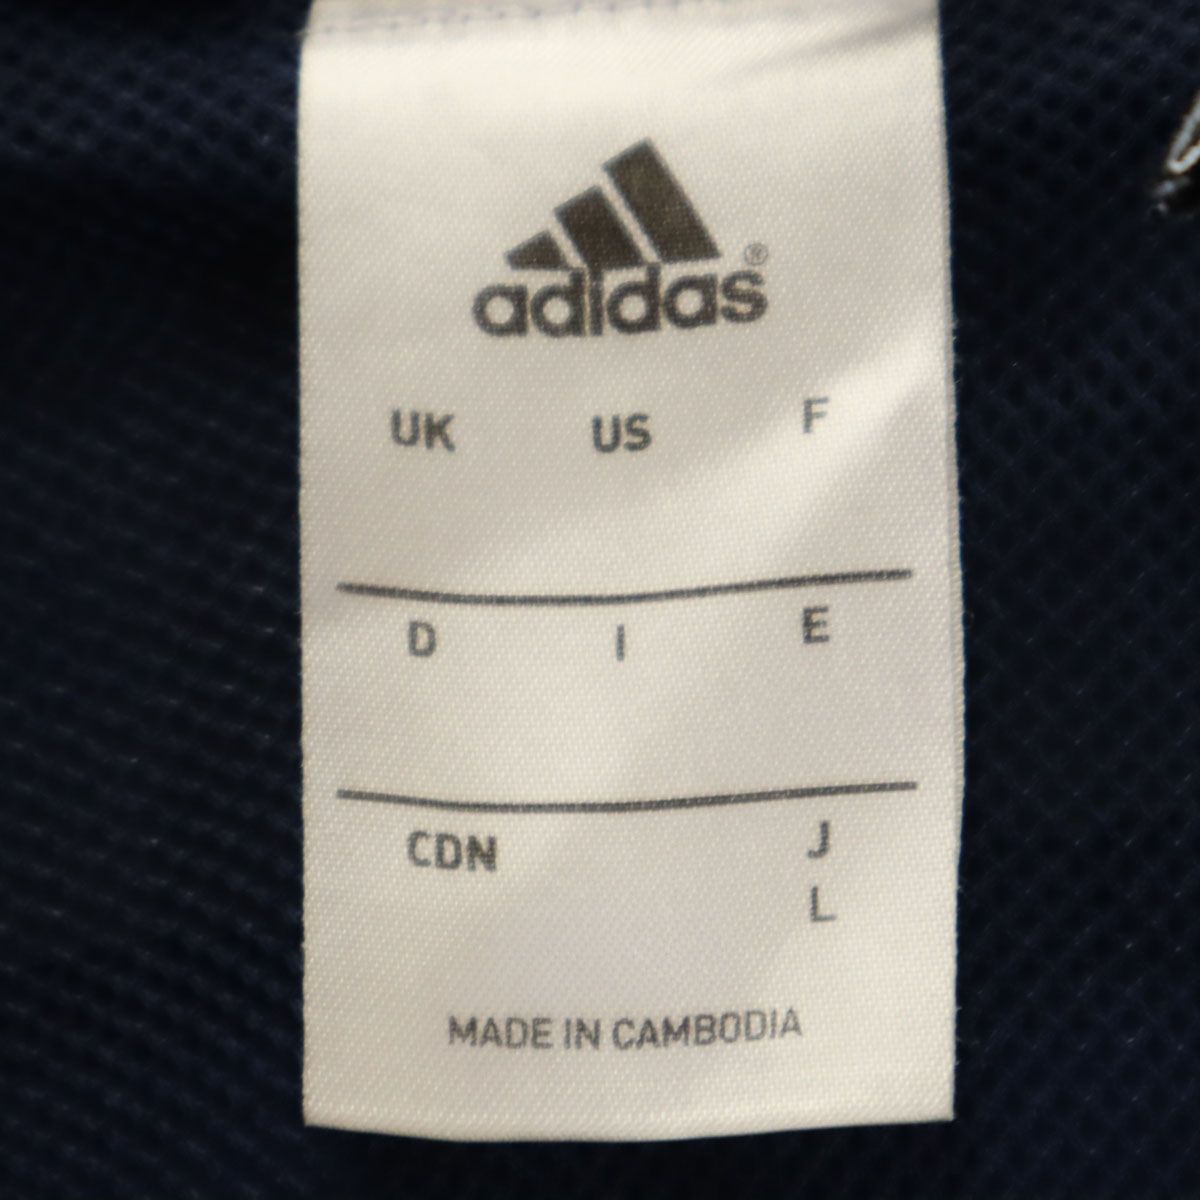 adidas®
UK US F
D I E
CDN J
L
MADE IN CAMBODIA